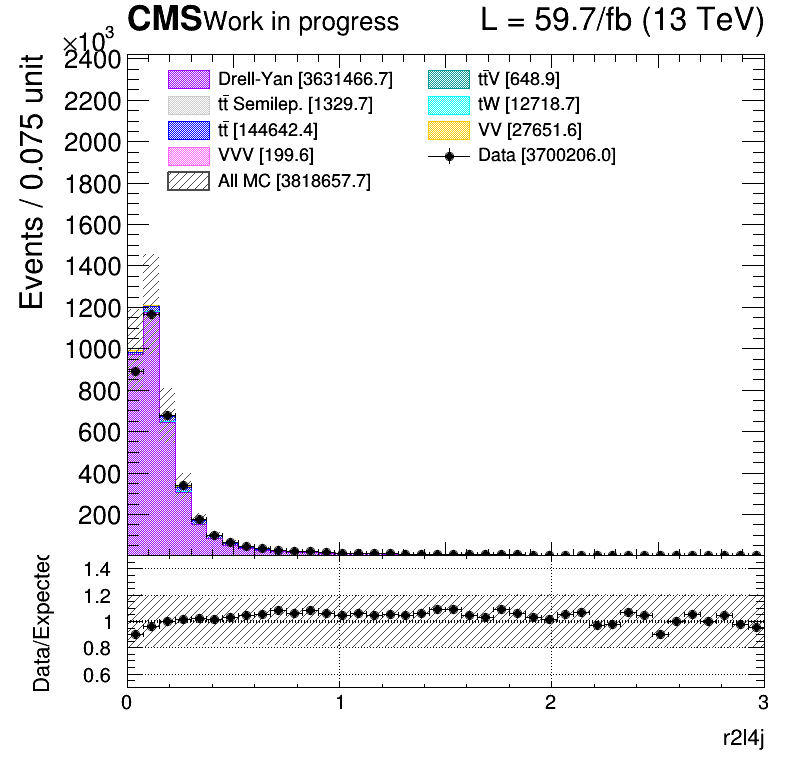 CMS Work in progress L = 59.7/fb (13 TeV)
×10³
Events / 0.075 unit
2400
2200
2000
1800
1600
1400
1200
1000
800
600
400
200
Drell-Yan [3631466.7]
tt̄ Semilep. [1329.7]
tt̄ [144642.4]
VVV [199.6]
All MC [3818657.7]
tt̄V [648.9]
tW [12718.7]
VV [27651.6]
Data [3700206.0]
Data/Expected
1.4
1.2
1
0.8
0.6
0 1 2 3
r2l4j